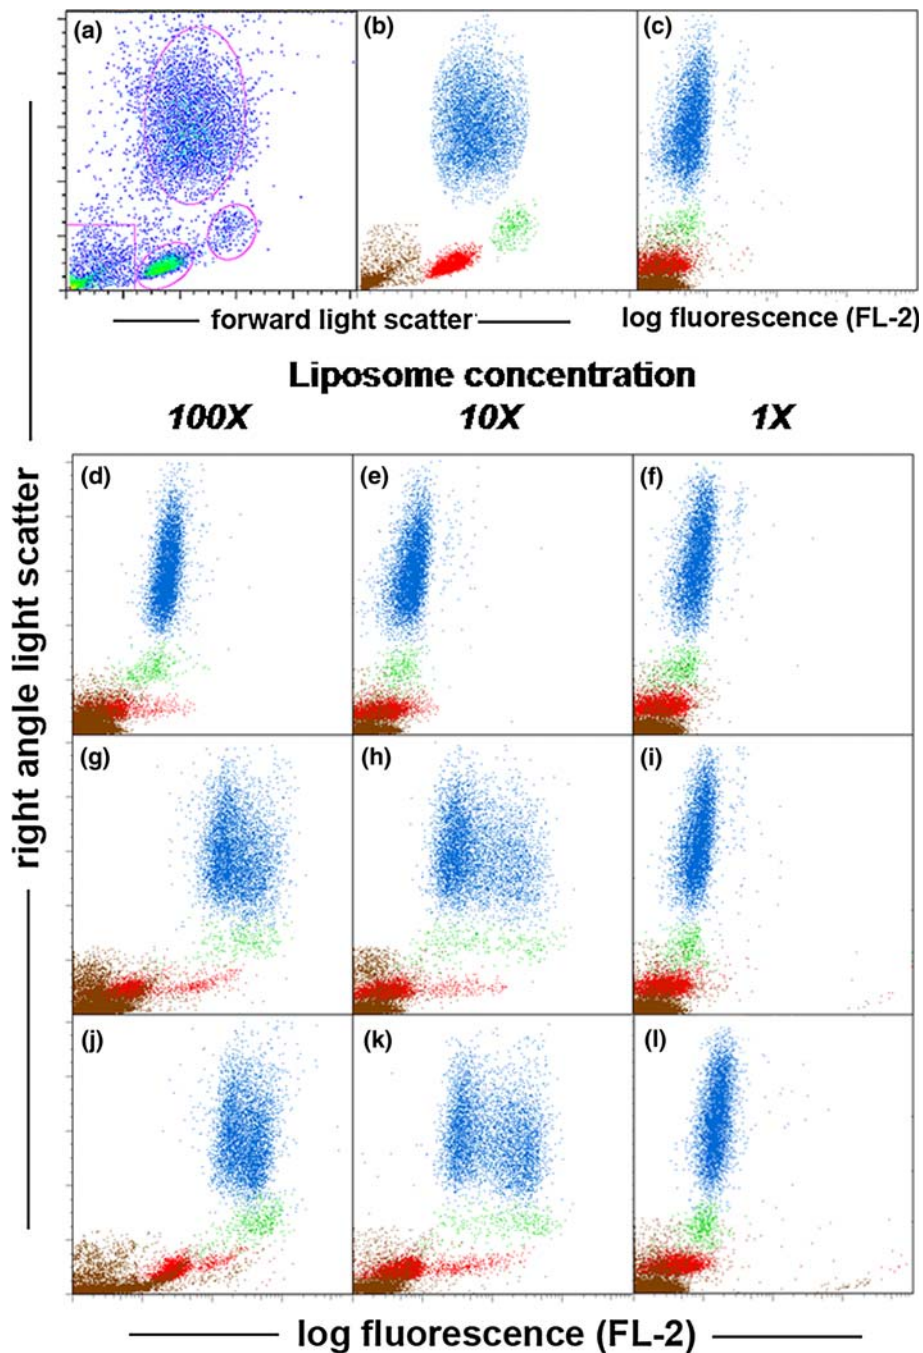 (a)
(b)
(c)
forward light scatter
log fluorescence (FL-2)
Liposome concentration
100X
10X
1X
right angle light scatter
(d)
(e)
(f)
(g)
(h)
(i)
(j)
(k)
(l)
log fluorescence (FL-2)